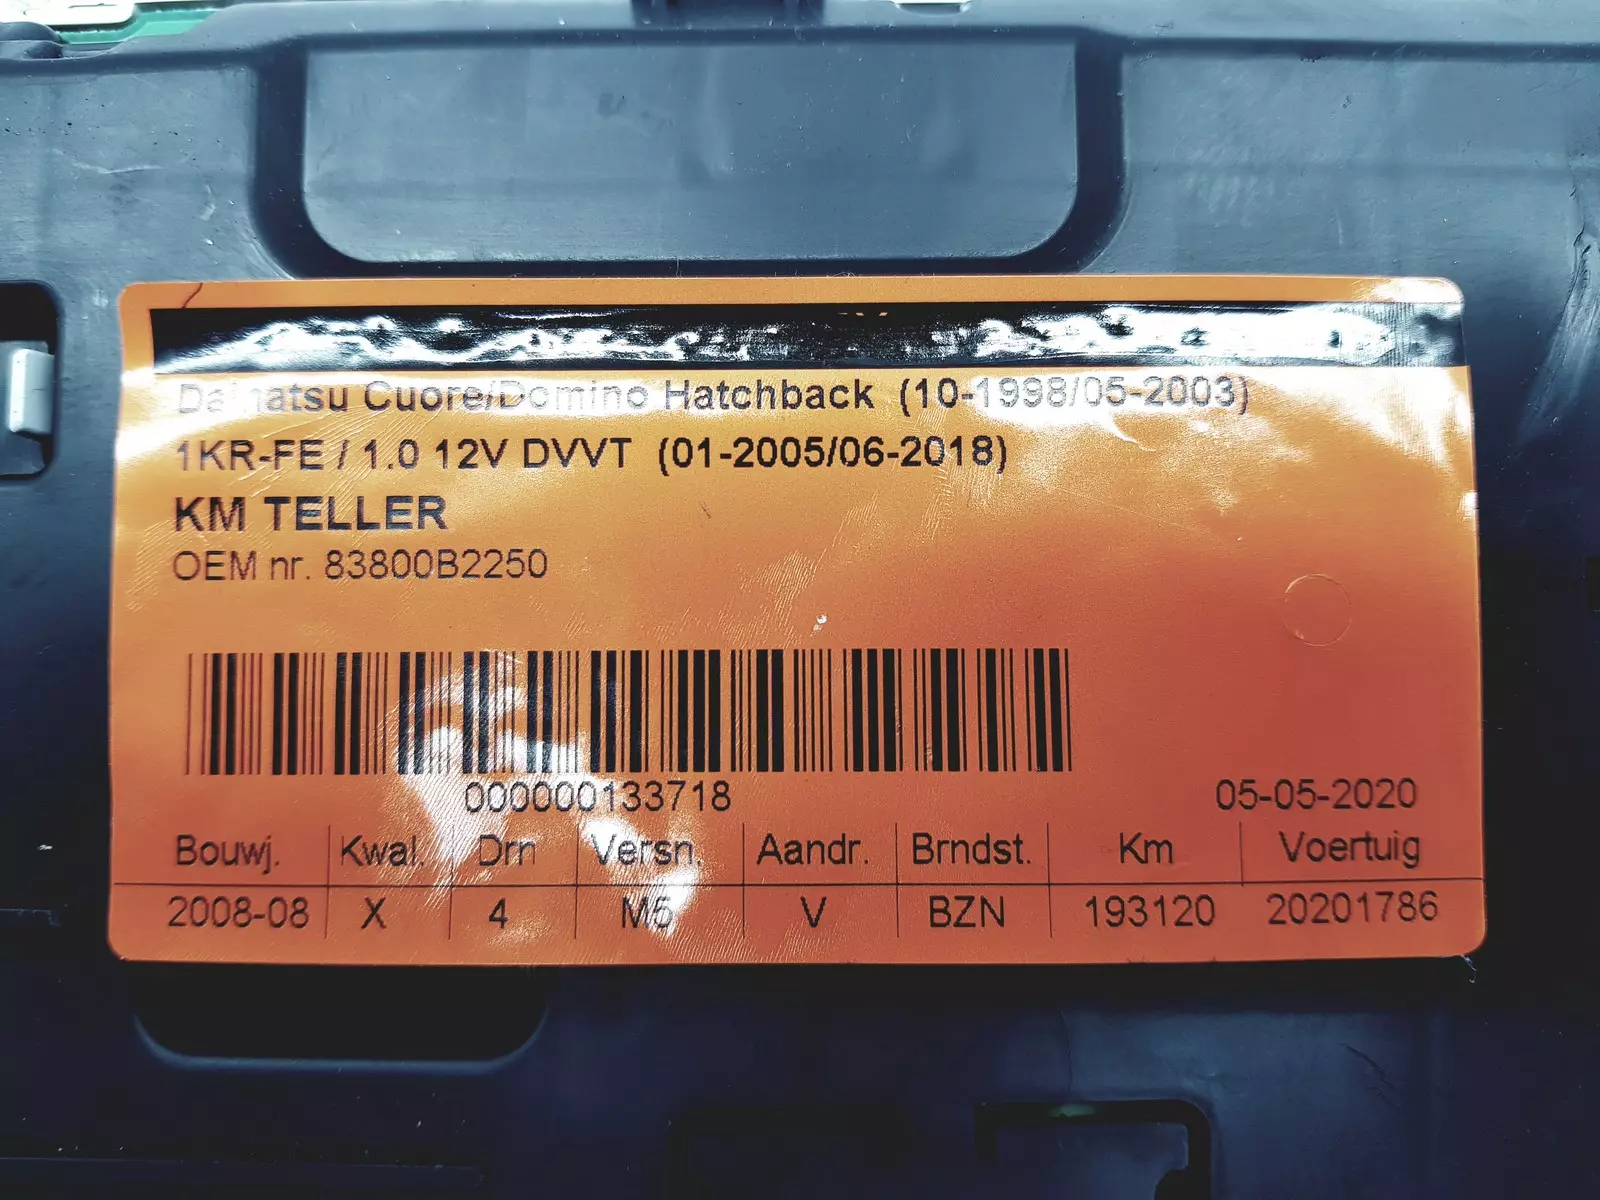 Daihatsu Cuore/Domino Hatchback (10-1998/05-2003)
1KR-FE / 1.0 12V DVVT (01-2005/06-2018)
KM TELLER
OEM nr. 83800B2250
000000133718
05-05-2020
Bouwj. Kwal. Drn Versn. Aandr. Brndst. Km Voertuig
2008-08 X 4 M5 V BZN 193120 20201786